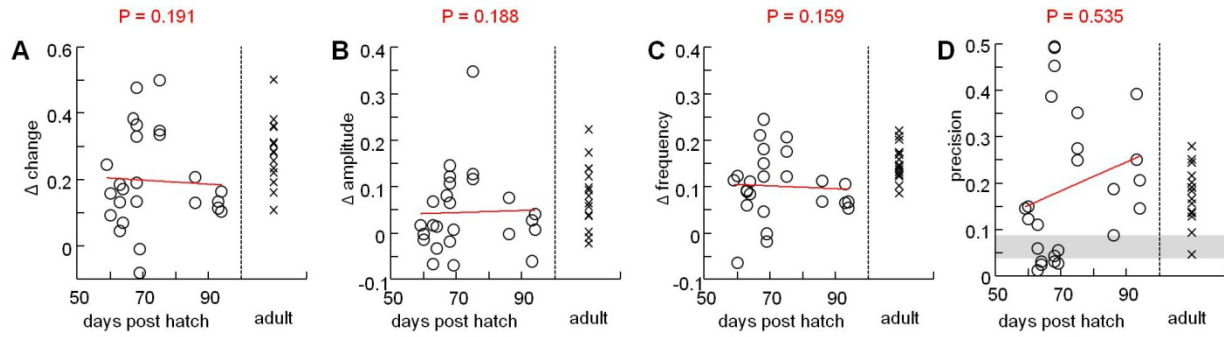 P = 0.191
P = 0.188
P = 0.159
P = 0.535
A
Δ change
0.6
0.4
0.2
0
50
70
90
days post hatch
adult
B
Δ amplitude
0.4
0.3
0.2
0.1
0
-0.1
50
70
90
days post hatch
adult
C
Δ frequency
0.4
0.3
0.2
0.1
0
-0.1
50
70
90
days post hatch
adult
D
precision
0.5
0.4
0.3
0.2
0.1
0
50
70
90
days post hatch
adult